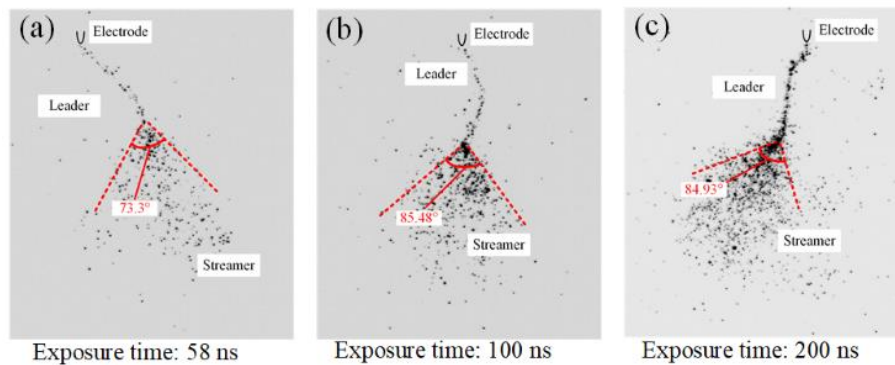 (a)
Electrode
Leader
73.3°
Streamer
Exposure time: 58 ns
(b)
Electrode
Leader
85.48°
Streamer
Exposure time: 100 ns
(c)
Electrode
Leader
84.93°
Streamer
Exposure time: 200 ns